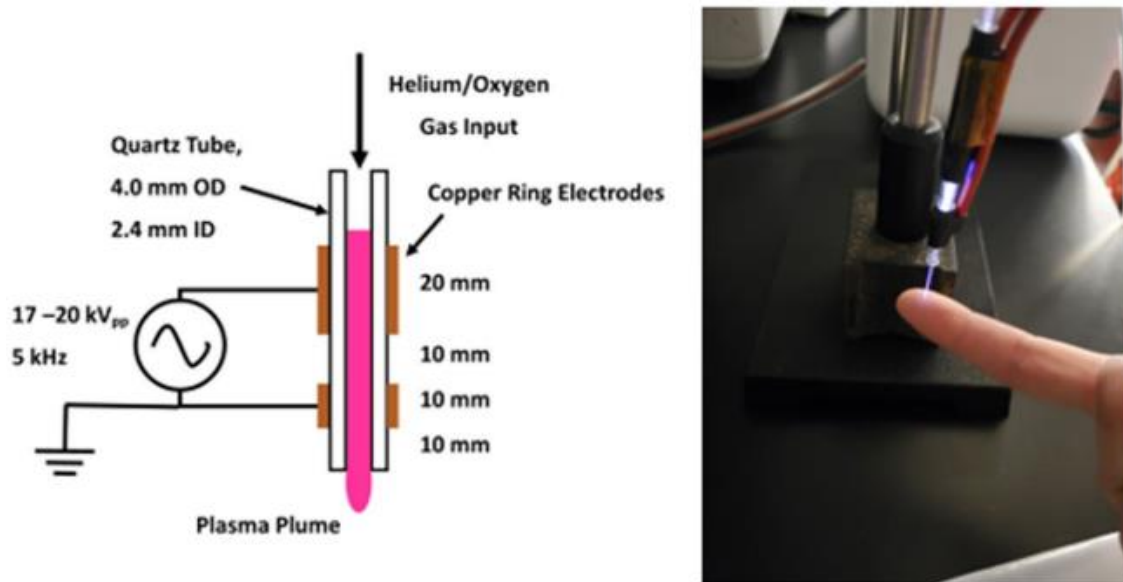 Helium/Oxygen
Gas Input
Quartz Tube,
4.0 mm OD
2.4 mm ID
Copper Ring Electrodes
20 mm
17 –20 kVpp
5 kHz
10 mm
10 mm
10 mm
Plasma Plume